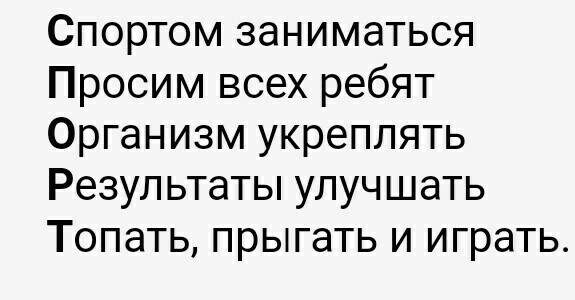 Спортом заниматься
Просим всех ребят
Организм укреплять
Результаты улучшать
Топать, прыгать и играть.